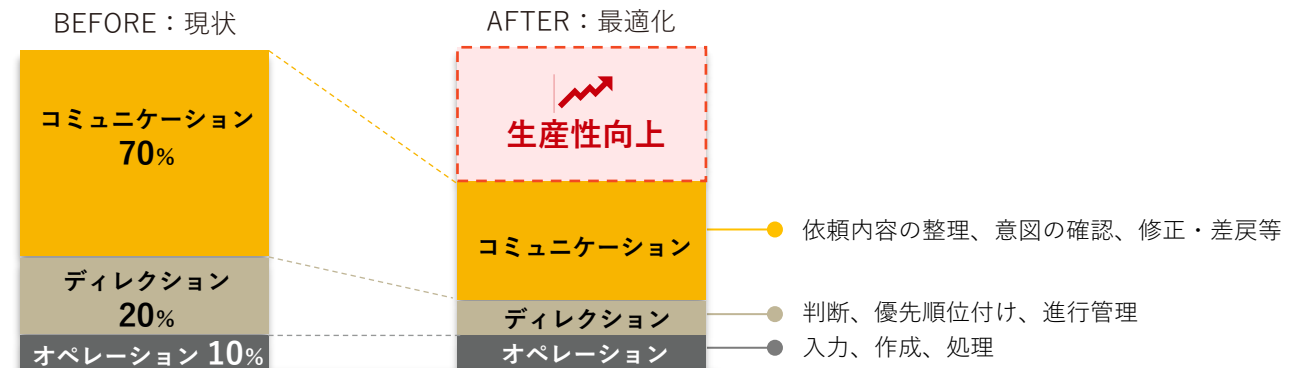 BEFORE：現状
コミュニケーション
70%
ディレクション
20%
オペレーション 10%
AFTER：最適化
生産性向上
コミュニケーション
ディレクション
オペレーション
依頼内容の整理、意図の確認、修正・差戻等
判断、優先順位付け、進行管理
入力、作成、処理